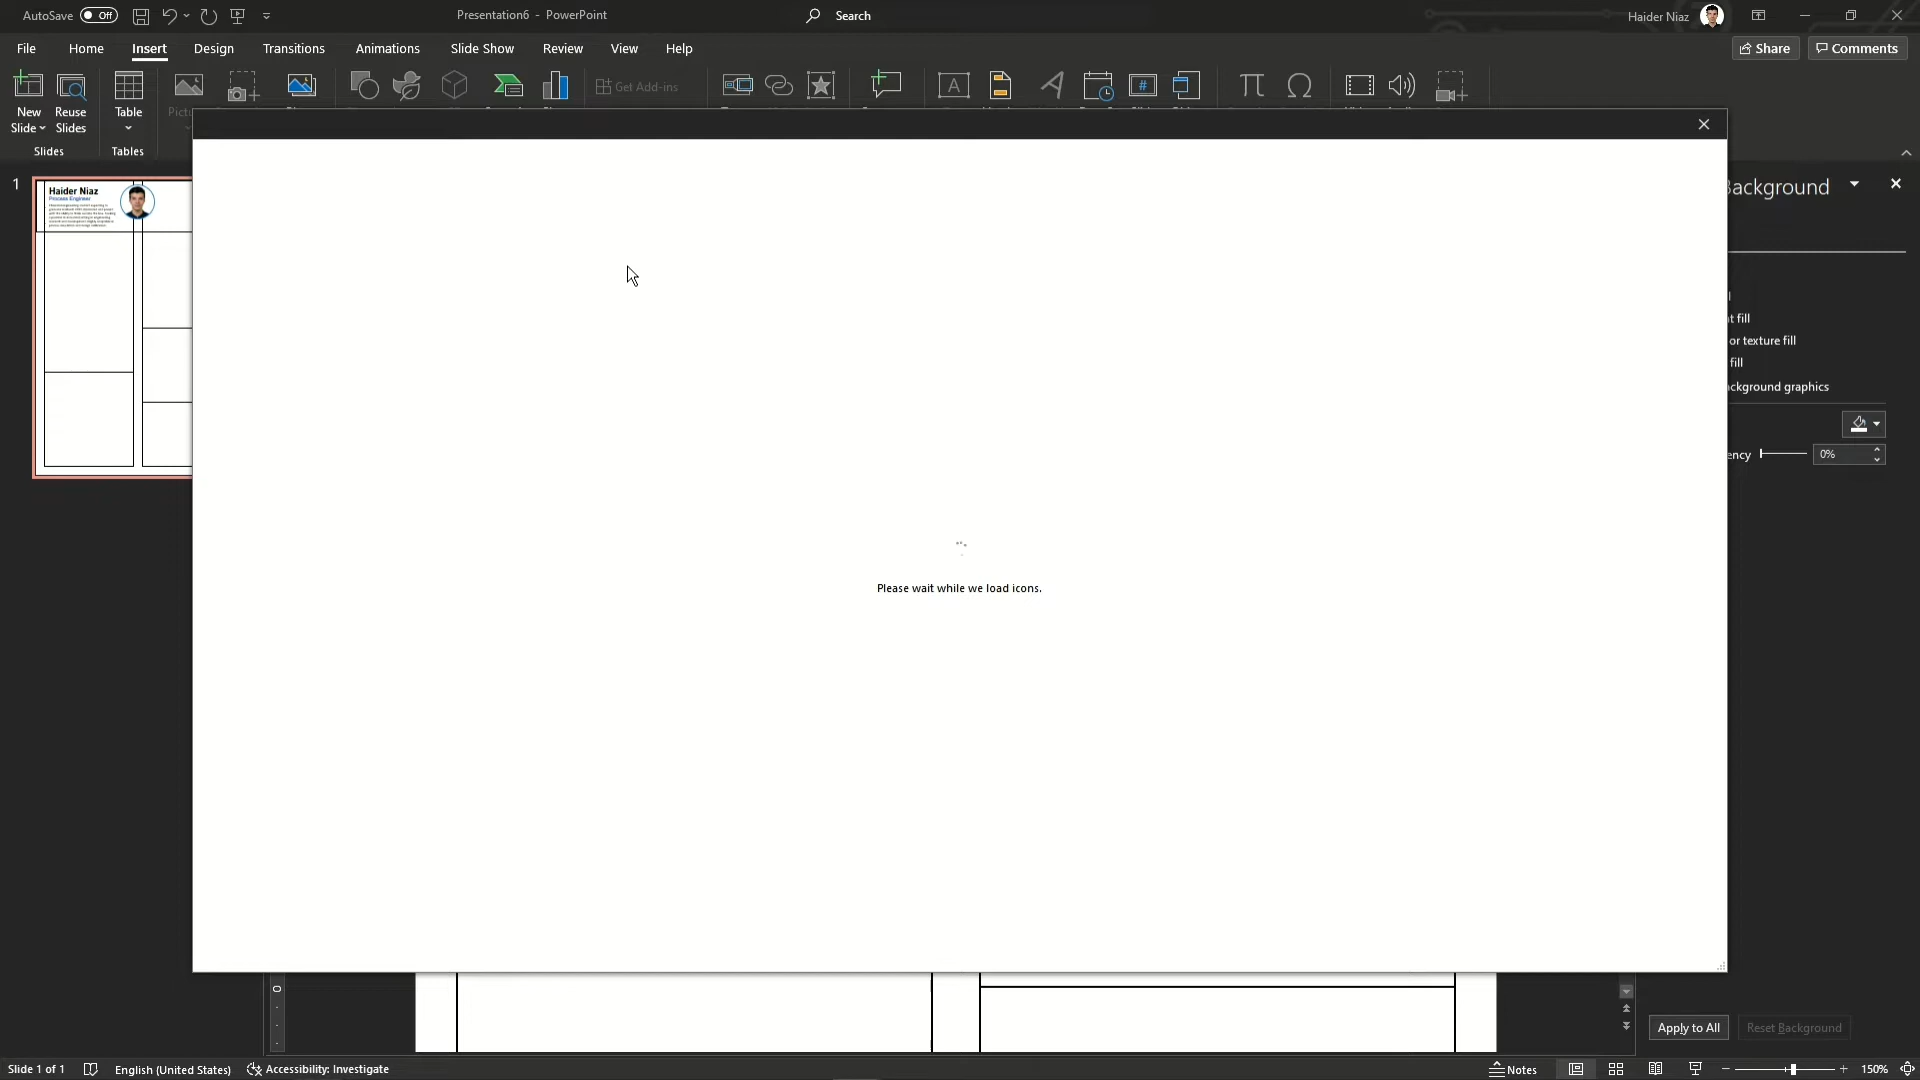 AutoSave Off
Presentation6 - PowerPoint
Search
Haider Niaz
File Home Insert Design Transitions Animations Slide Show Review View Help
Share Comments
New Slide
Reuse Slides
Table
Get Add-ins
Slides
Tables
1
Haider Niaz
Process Engineer
Background
or texture fill
fill
ackground graphics
0%
Please wait while we load icons.
0
Apply to All
Reset Background
Slide 1 of 1
English (United States)
Accessibility: Investigate
Notes
150%